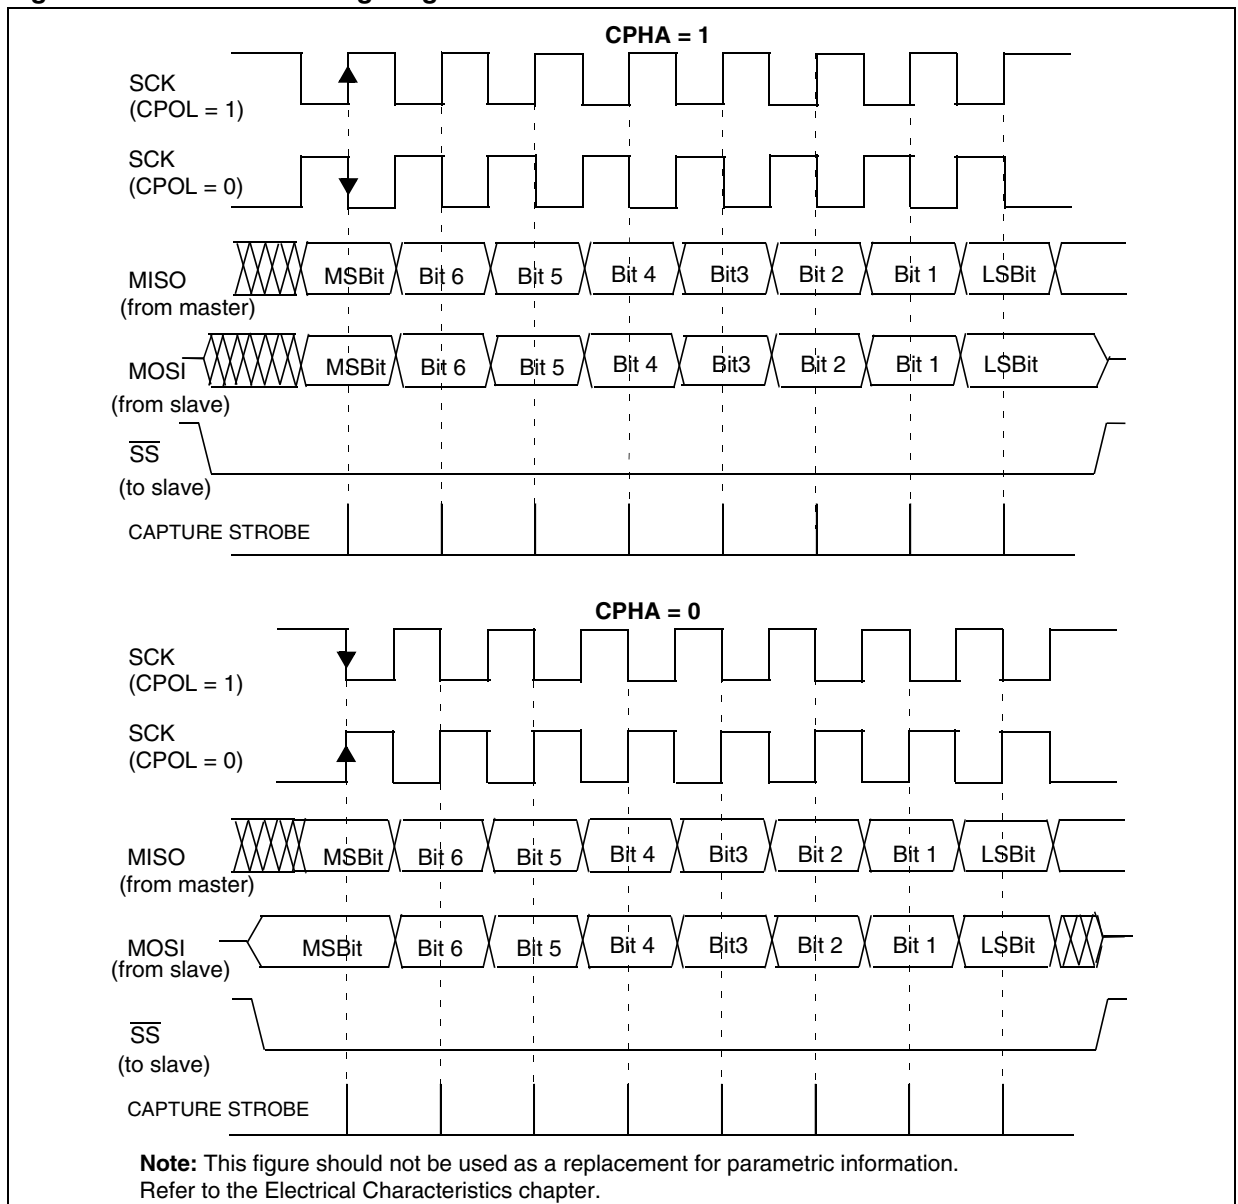 CPHA = 1
SCK
(CPOL = 1)
SCK
(CPOL = 0)
MISO
(from master)
MSBit Bit 6 Bit 5 Bit 4 Bit3 Bit 2 Bit 1 LSBit
MOSI
(from slave)
MSBit Bit 6 Bit 5 Bit 4 Bit3 Bit 2 Bit 1 LSBit
SS
(to slave)
CAPTURE STROBE
CPHA = 0
SCK
(CPOL = 1)
SCK
(CPOL = 0)
MISO
(from master)
MSBit Bit 6 Bit 5 Bit 4 Bit3 Bit 2 Bit 1 LSBit
MOSI
(from slave)
MSBit Bit 6 Bit 5 Bit 4 Bit3 Bit 2 Bit 1 LSBit
SS
(to slave)
CAPTURE STROBE
Note: This figure should not be used as a replacement for parametric information.
Refer to the Electrical Characteristics chapter.